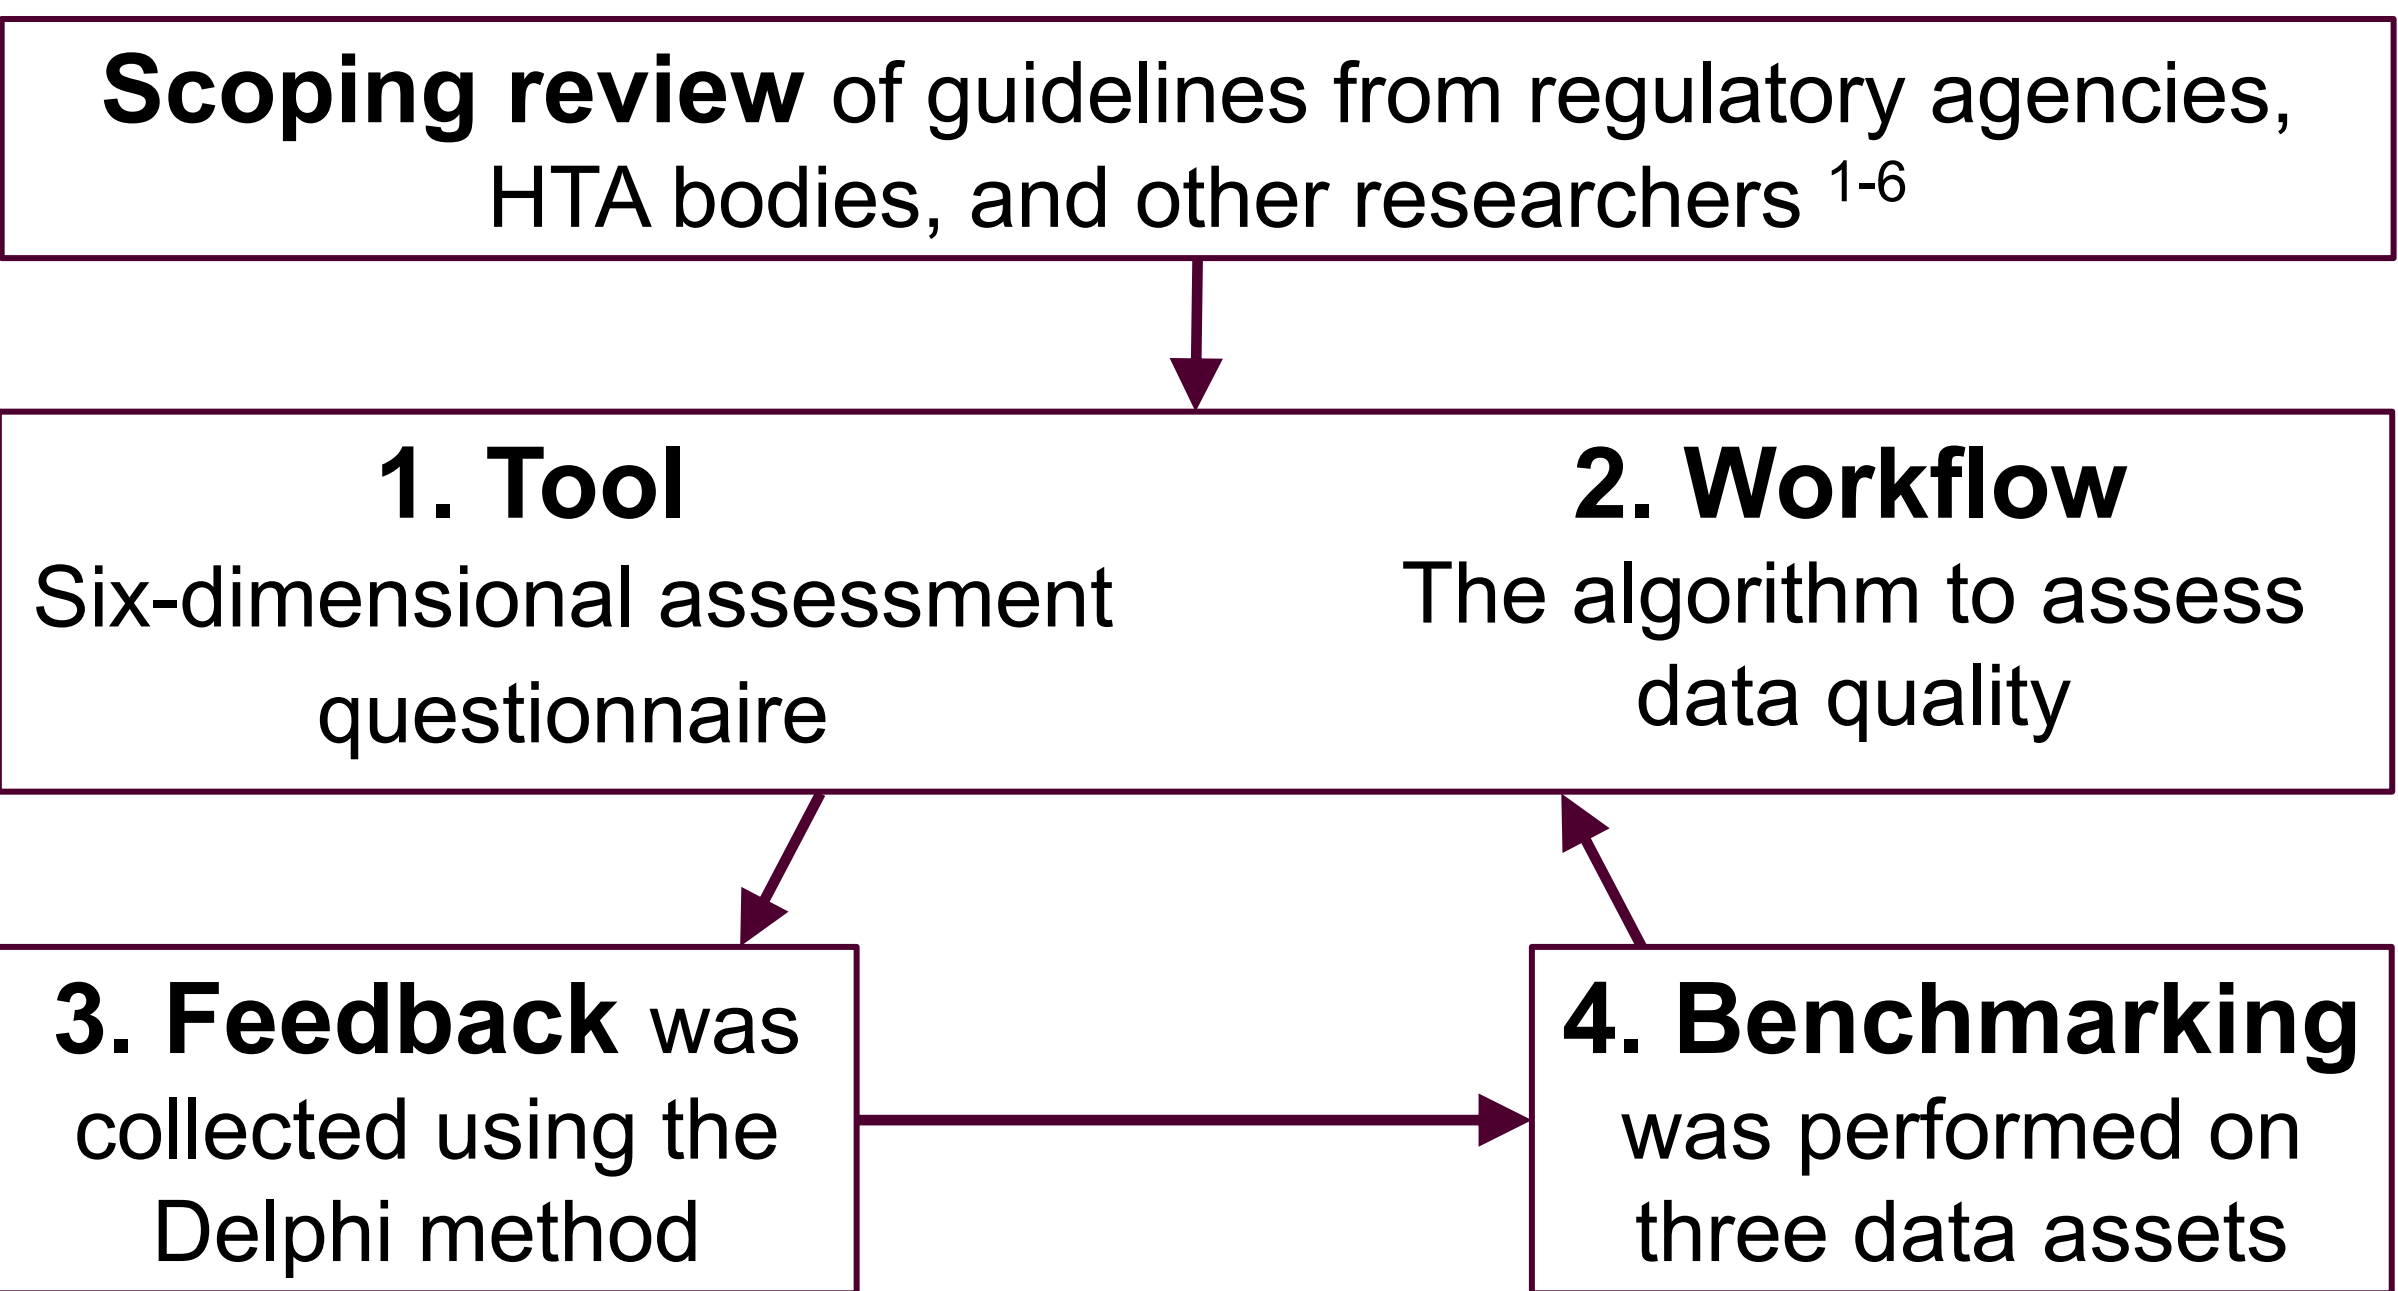 Scoping review of guidelines from regulatory agencies,
HTA bodies, and other researchers 1-6
1. Tool
Six-dimensional assessment
questionnaire
2. Workflow
The algorithm to assess
data quality
3. Feedback was
collected using the
Delphi method
4. Benchmarking
was performed on
three data assets